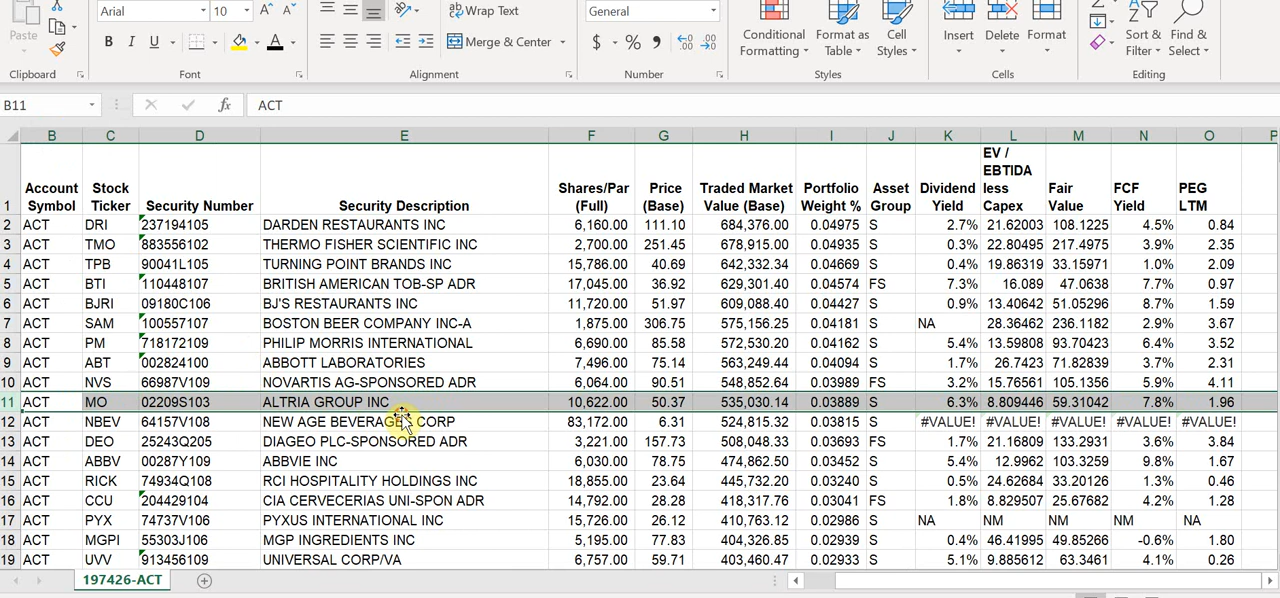 Arial 10 A A Wrap Text General
Paste B I U A Merge & Center $ % 9 Conditional Formatting Format as Table Cell Styles Insert Delete Format Sort & Filter Find & Select
Clipboard Font Alignment Number Styles Cells Editing
B11 fx ACT
B C D E F G H I J K L M N O P
1 Account Symbol Stock Ticker Security Number Security Description Shares/Par (Full) Price (Base) Traded Market Value (Base) Portfolio Weight % Asset Group Dividend Yield EV / EBTIDA less Capex Fair Value FCF Yield PEG LTM
2 ACT DRI 237194105 DARDEN RESTAURANTS INC 6,160.00 111.10 684,376.00 0.04975 S 2.7% 21.62003 108.1225 4.5% 0.84
3 ACT TMO 883556102 THERMO FISHER SCIENTIFIC INC 2,700.00 251.45 678,915.00 0.04935 S 0.3% 22.80495 217.4975 3.9% 2.35
4 ACT TPB 90041L105 TURNING POINT BRANDS INC 15,786.00 40.69 642,332.34 0.04669 S 0.4% 19.86319 33.15971 1.0% 2.09
5 ACT BTI 110448107 BRITISH AMERICAN TOB-SP ADR 17,045.00 36.92 629,301.40 0.04574 FS 7.3% 16.089 47.0638 7.7% 0.97
6 ACT BJRI 09180C106 BJ'S RESTAURANTS INC 11,720.00 51.97 609,088.40 0.04427 S 0.9% 13.40642 51.05296 8.7% 1.59
7 ACT SAM 100557107 BOSTON BEER COMPANY INC-A 1,875.00 306.75 575,156.25 0.04181 S NA 28.36462 236.1182 2.9% 3.67
8 ACT PM 718172109 PHILIP MORRIS INTERNATIONAL 6,690.00 85.58 572,530.20 0.04162 S 5.4% 13.59808 93.70423 6.4% 3.52
9 ACT ABT 002824100 ABBOTT LABORATORIES 7,496.00 75.14 563,249.44 0.04094 S 1.7% 26.7423 71.82839 3.7% 2.31
10 ACT NVS 66987V109 NOVARTIS AG-SPONSORED ADR 6,064.00 90.51 548,852.64 0.03989 FS 3.2% 15.76561 105.1356 5.9% 4.11
11 ACT MO 02209S103 ALTRIA GROUP INC 10,622.00 50.37 535,030.14 0.03889 S 6.3% 8.809446 59.31042 7.8% 1.96
12 ACT NBEV 64157V108 NEW AGE BEVERAGES CORP 83,172.00 6.31 524,815.32 0.03815 S #VALUE! #VALUE! #VALUE! #VALUE! #VALUE!
13 ACT DEO 25243Q205 DIAGEO PLC-SPONSORED ADR 3,221.00 157.73 508,048.33 0.03693 FS 1.7% 21.16809 133.2931 3.6% 3.84
14 ACT ABBV 00287Y109 ABBVIE INC 6,030.00 78.75 474,862.50 0.03452 S 5.4% 12.9962 103.3259 9.8% 1.67
15 ACT RICK 74934Q108 RCI HOSPITALITY HOLDINGS INC 18,855.00 23.64 445,732.20 0.03240 S 0.5% 24.62684 33.20126 1.3% 0.46
16 ACT CCU 204429104 CIA CERVECERIAS UNI-SPON ADR 14,792.00 28.28 418,317.76 0.03041 FS 1.8% 8.829507 25.67682 4.2% 1.28
17 ACT PYX 74737V106 PYXUS INTERNATIONAL INC 15,726.00 26.12 410,763.12 0.02986 S NA NM NM NM NA
18 ACT MGPI 55303J106 MGP INGREDIENTS INC 5,195.00 77.83 404,326.85 0.02939 S 0.4% 46.41995 49.85266 -0.6% 1.80
19 ACT UVV 913456109 UNIVERSAL CORP/VA 6,757.00 59.71 403,460.47 0.02933 S 5.1% 9.885612 63.3461 4.1% 0.26
197426-ACT